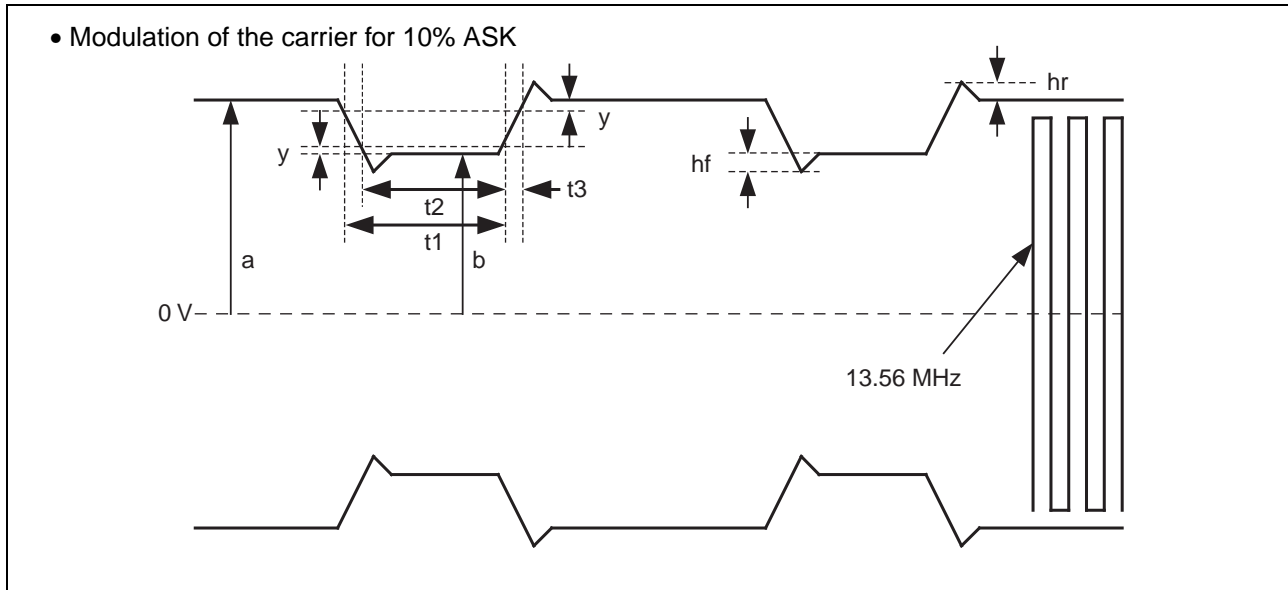 • Modulation of the carrier for 10% ASK
hr
y
y
hf
t3
t2
t1
a
b
0 V
13.56 MHz